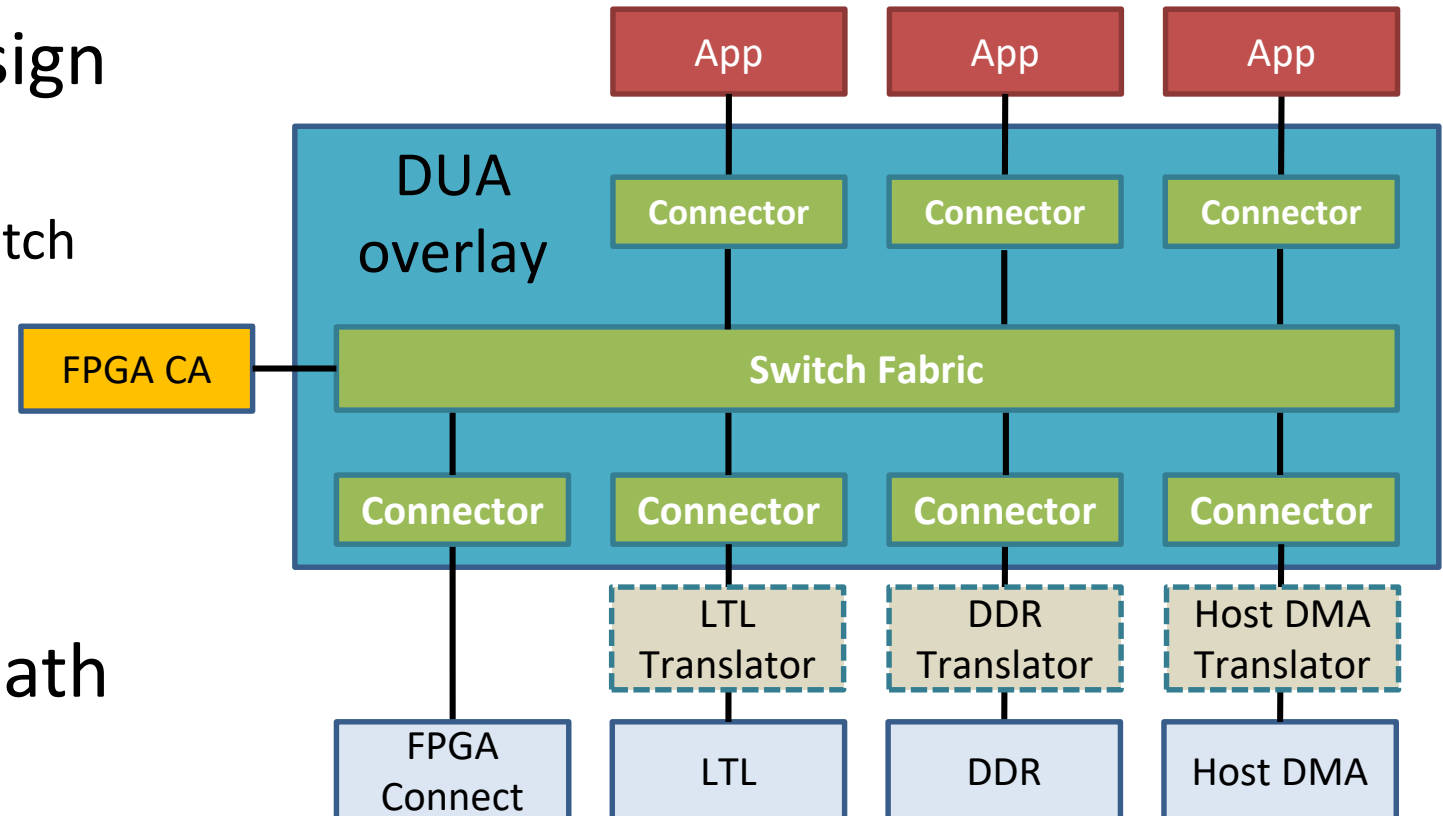 sign
App
App
App
DUA
overlay
Connector
Connector
Connector
tch
FPGA CA
Switch Fabric
Connector
Connector
Connector
Connector
LTL
Translator
DDR
Translator
Host DMA
Translator
ath
FPGA
Connect
LTL
DDR
Host DMA